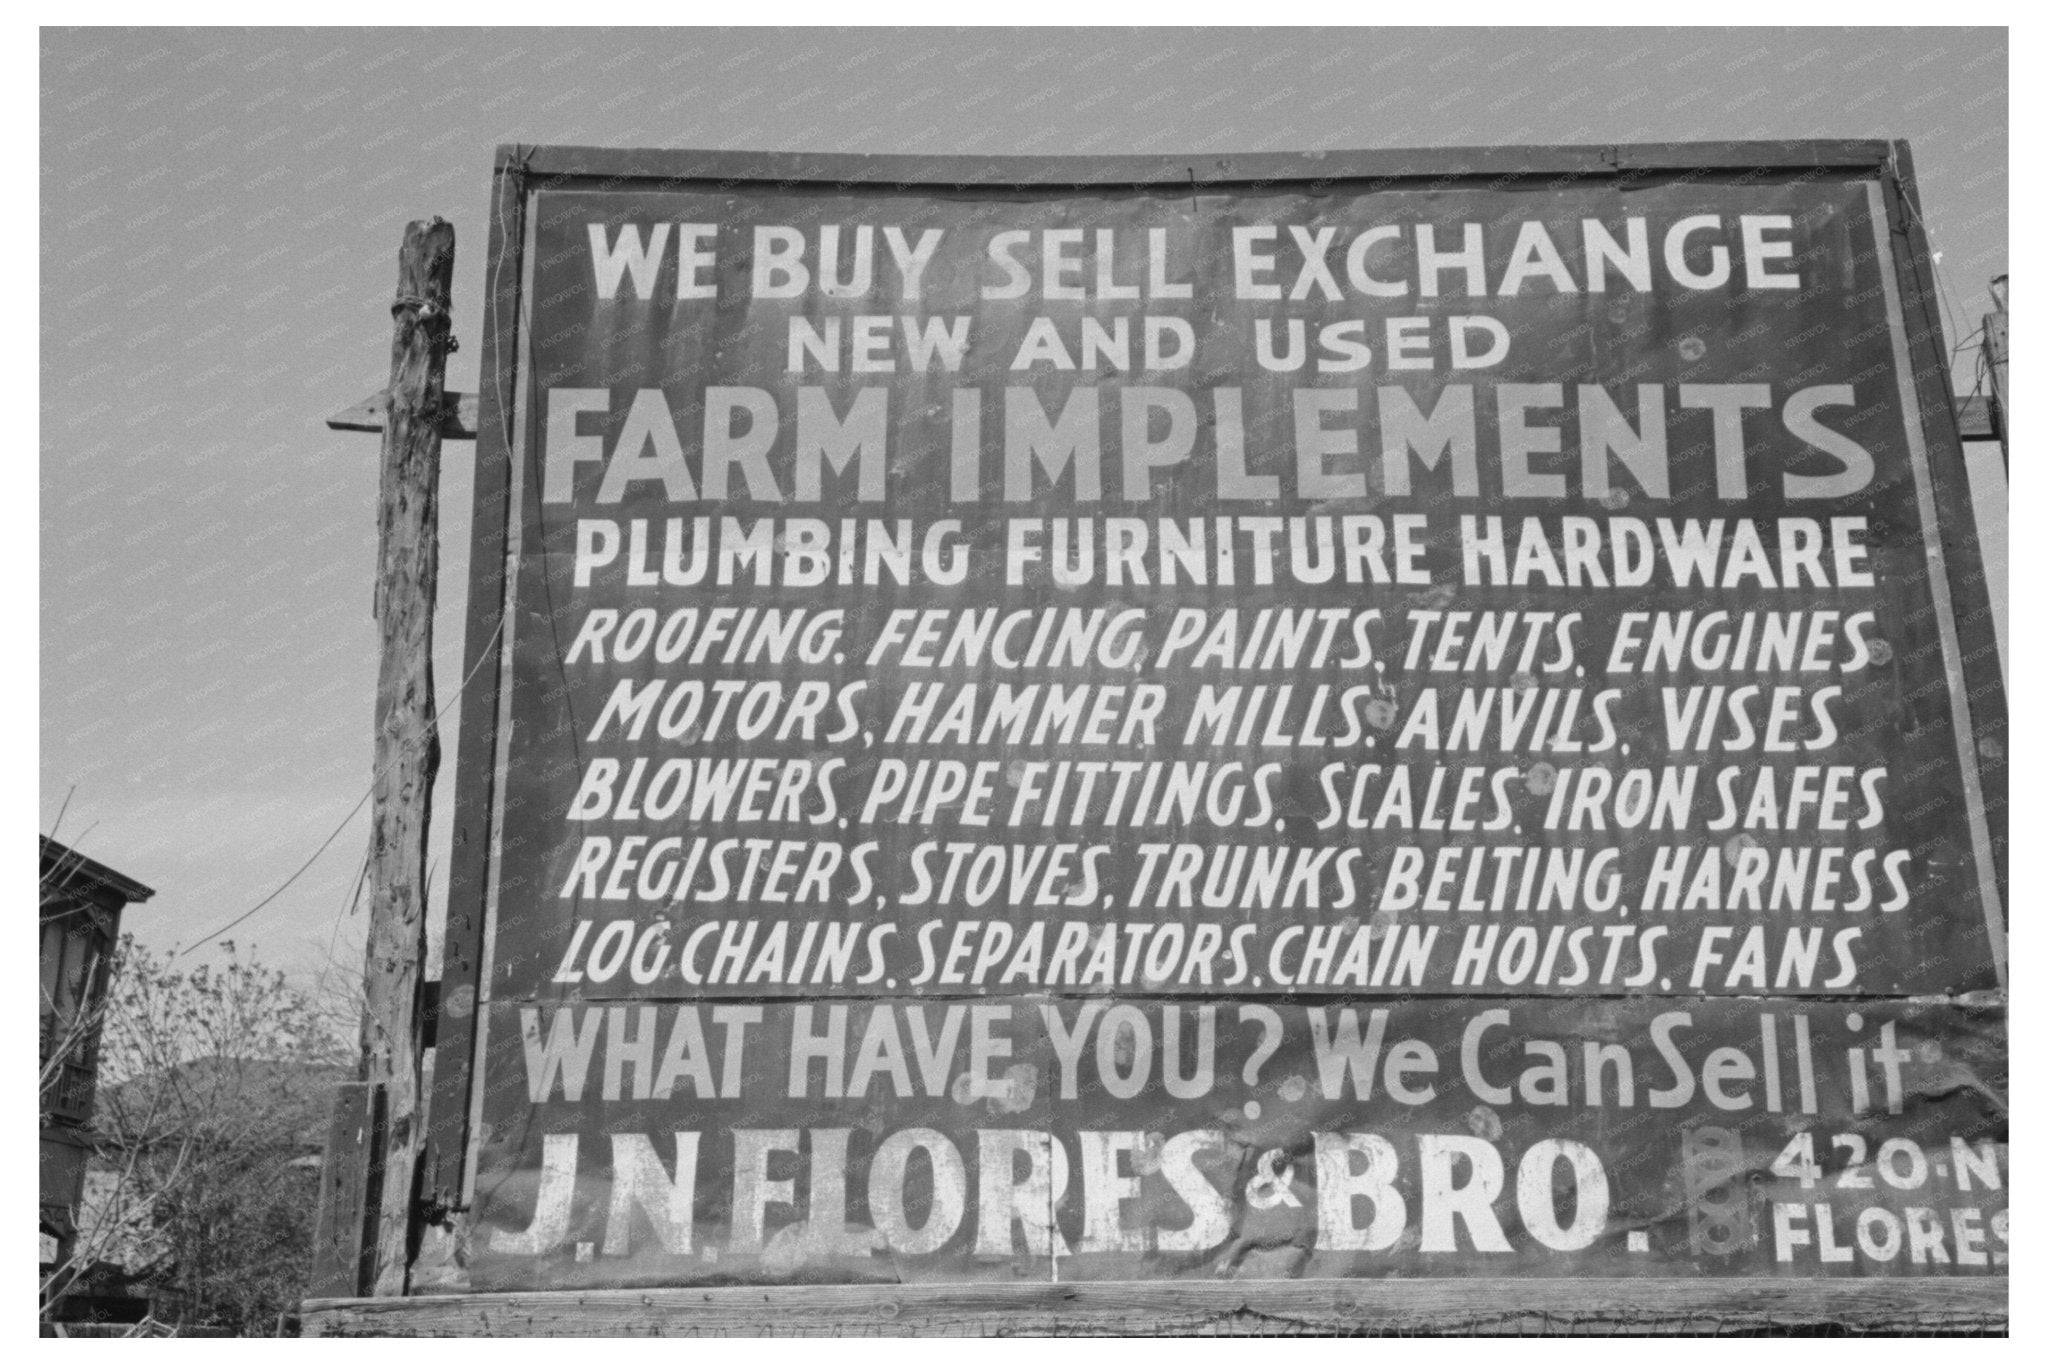 WE BUY SELL EXCHANGE
NEW AND USED
FARM IMPLEMENTS
PLUMBING FURNITURE HARDWARE
ROOFING. FENCING, PAINTS, TENTS. ENGINES
MOTORS, HAMMER MILLS. ANVILS. VISES
BLOWERS. PIPE FITTINGS. SCALES. IRON SAFES
REGISTERS, STOVES, TRUNKS BELTING, HARNESS
LOG CHAINS. SEPARATORS. CHAIN HOISTS. FANS
WHAT HAVE YOU? We Can Sell it
J.N. FLORES & BRO. 420-N
FLORES
KNOWOL